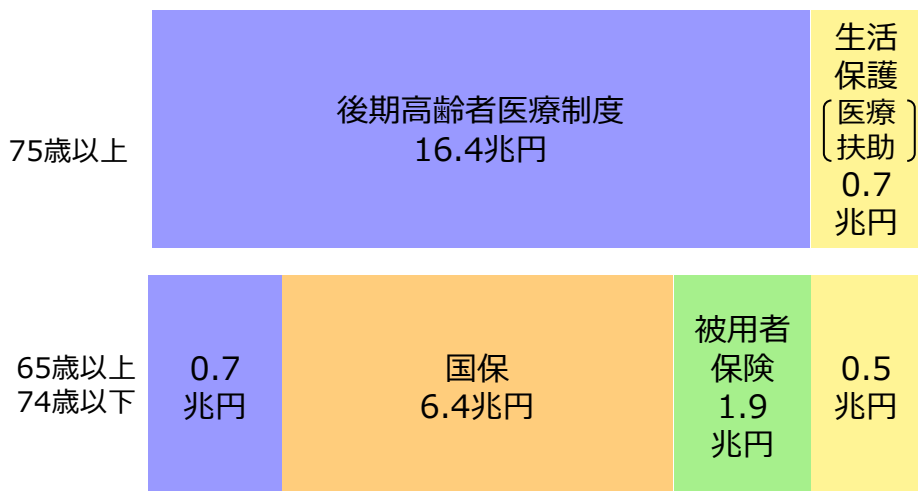 75歳以上
後期高齢者医療制度
16.4兆円
生活
保護
医療
扶助
0.7
兆円
65歳以上
74歳以下
0.7
兆円
国保
6.4兆円
被用者
保険
1.9
兆円
0.5
兆円